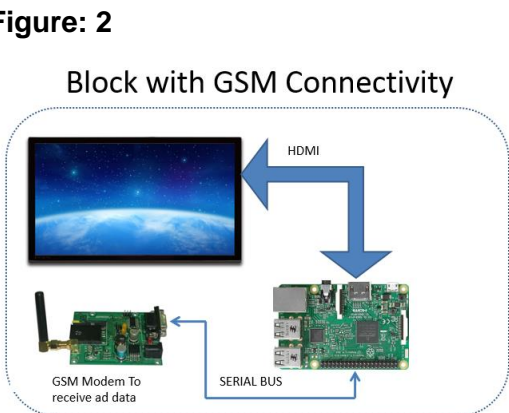 Figure: 2
Block with GSM Connectivity
HDMI
GSM Modem To
receive ad data
SERIAL BUS